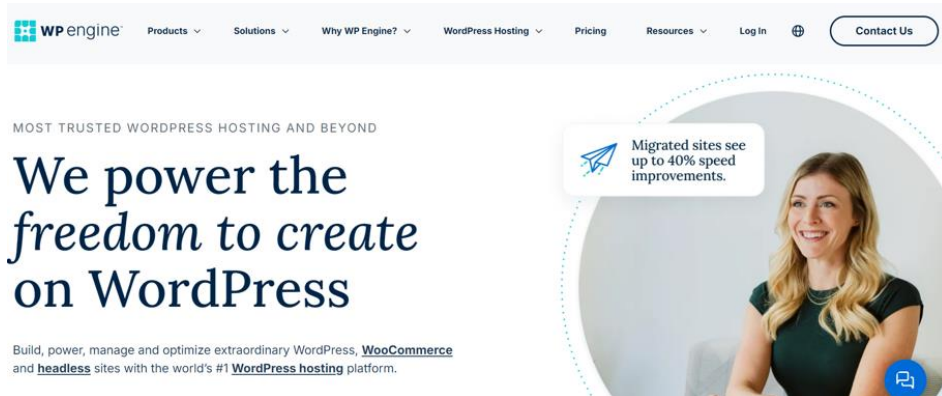 WP engine
Products
Solutions
Why WP Engine?
WordPress Hosting
Pricing
Resources
Log In
Contact Us
MOST TRUSTED WORDPRESS HOSTING AND BEYOND
We power the
freedom to create
on WordPress
Migrated sites see
up to 40% speed
improvements.
Build, power, manage and optimize extraordinary WordPress, WooCommerce
and headless sites with the world's #1 WordPress hosting platform.